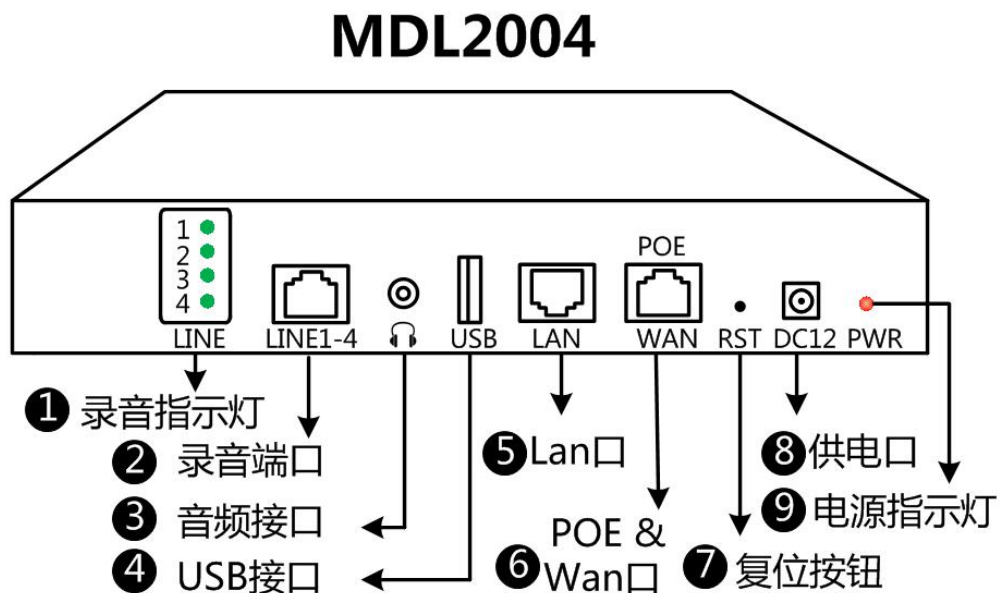 MDL2004
1
2
3
4
POE
LINE LINE1-4 USB LAN WAN RST DC12 PWR
❶ 录音指示灯
❷ 录音端口
❸ 音频接口
❹ USB接口
❺ Lan口
❻ POE &
Wan口
❼ 复位按钮
❽ 供电口
❾ 电源指示灯